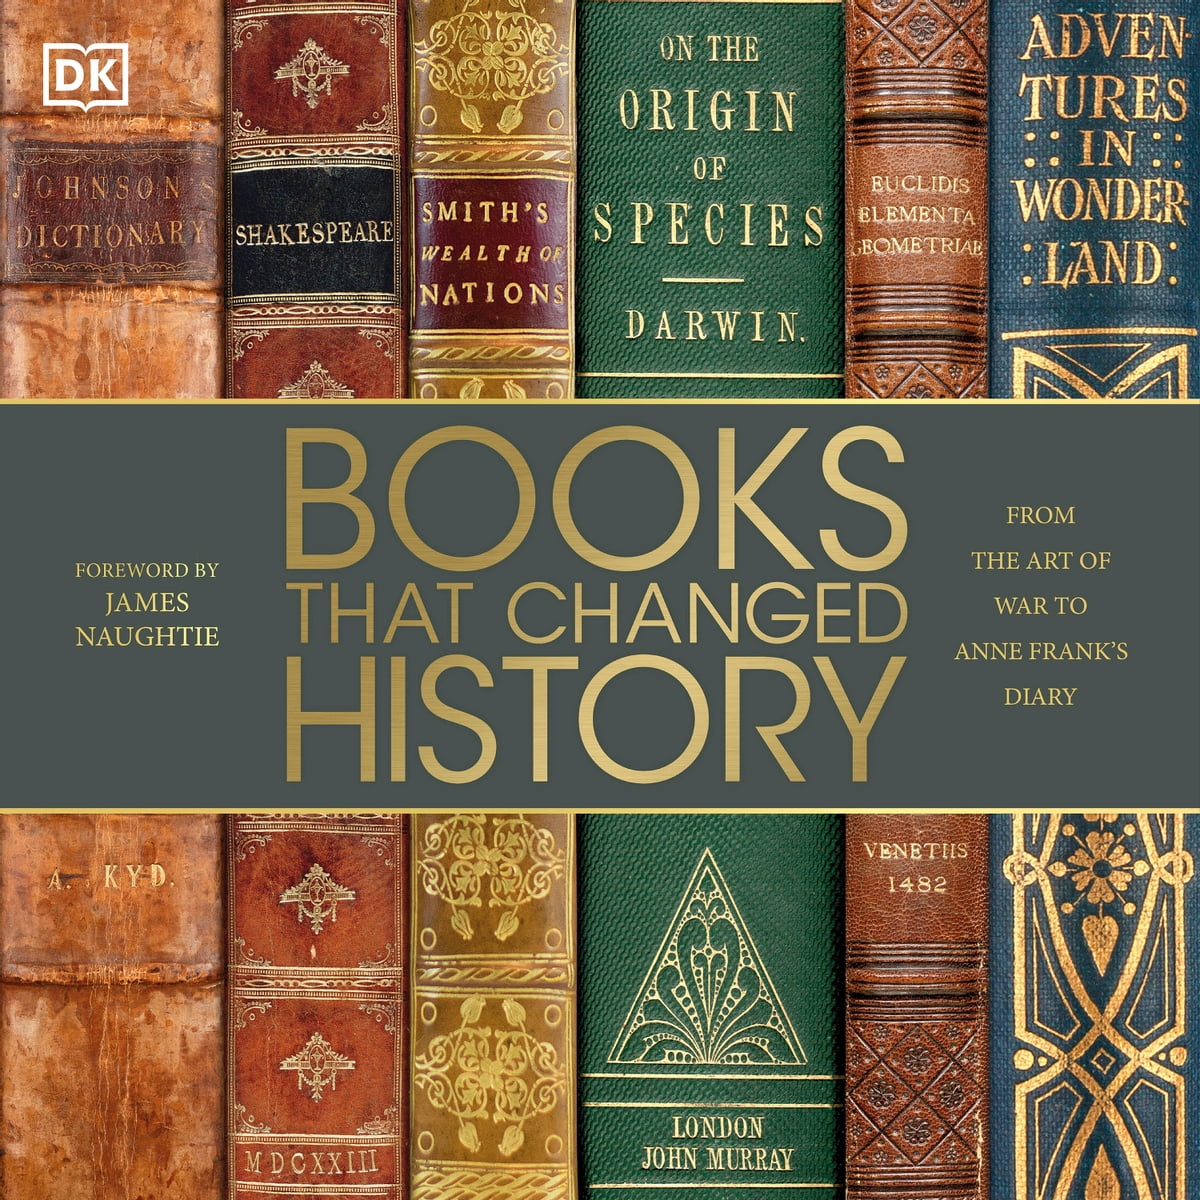 DK
JOHNSON'S
DICTIONARY
SHAKESPEARE
SMITH'S
WEALTH OF
NATIONS
ON THE
ORIGIN
OF
SPECIES
DARWIN.
EUCLIDIS
ELEMENTA
GEOMETRIAE
ADVEN-
TURES
IN
WONDER-
LAND
FOREWORD BY
JAMES
NAUGHTIE
BOOKS
THAT CHANGED
HISTORY
FROM
THE ART OF
WAR TO
ANNE FRANK'S
DIARY
A. KYD.
MDCXXIII
LONDON
JOHN MURRAY
VENETIIS
1482